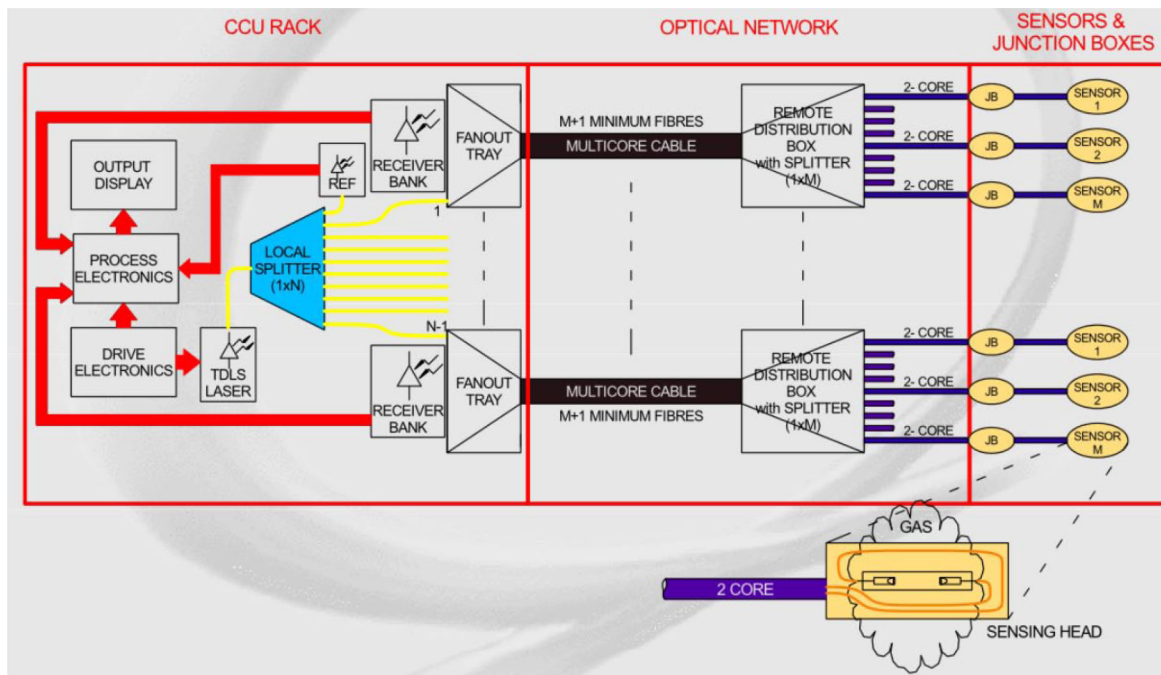 CCU RACK
OPTICAL NETWORK
SENSORS &
JUNCTION BOXES
OUTPUT
DISPLAY
PROCESS
ELECTRONICS
DRIVE
ELECTRONICS
TDLS
LASER
LOCAL
SPLITTER
(1xN)
REF
RECEIVER
BANK
FANOUT
TRAY
1
N-1
RECEIVER
BANK
FANOUT
TRAY
M+1 MINIMUM FIBRES
MULTICORE CABLE
REMOTE
DISTRIBUTION
BOX
with SPLITTER
(1xM)
2- CORE
JB
SENSOR
1
2- CORE
JB
SENSOR
2
2- CORE
JB
SENSOR
M
MULTICORE CABLE
M+1 MINIMUM FIBRES
REMOTE
DISTRIBUTION
BOX
with SPLITTER
(1xM)
2- CORE
JB
SENSOR
1
2- CORE
JB
SENSOR
2
2- CORE
JB
SENSOR
M
GAS
2 CORE
SENSING HEAD